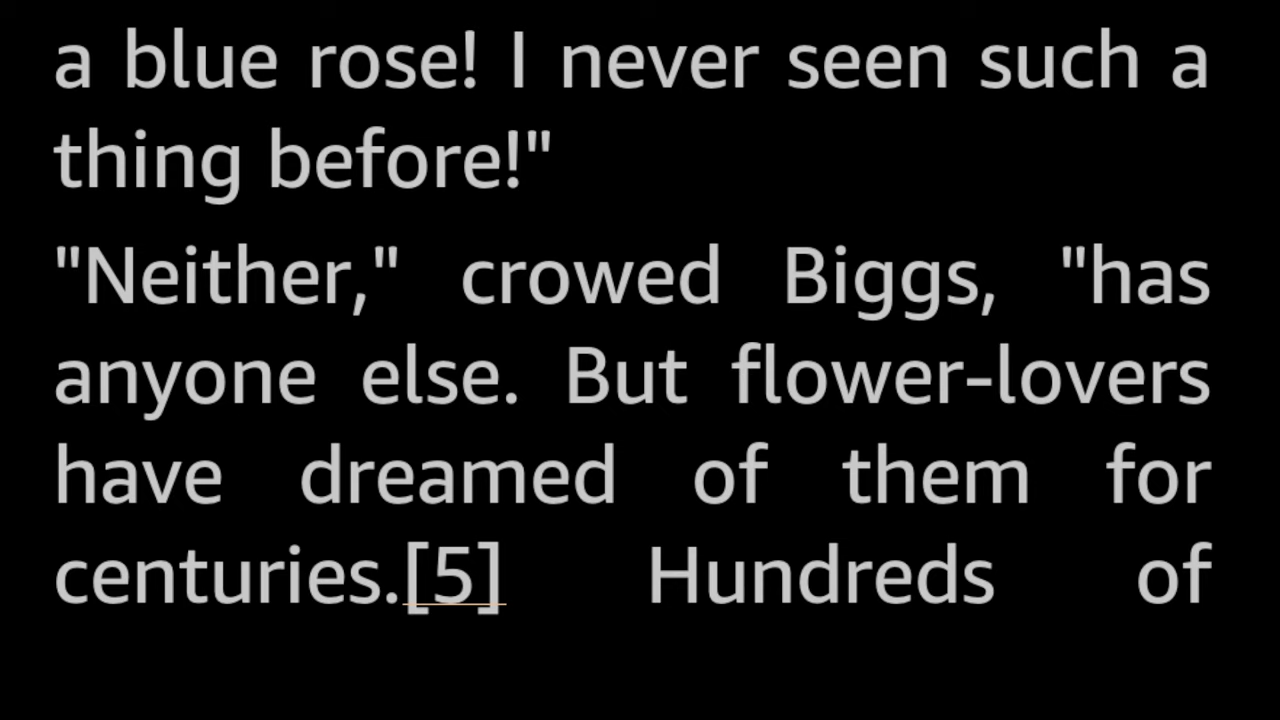 a blue rose! I never seen such a
thing before!"
"Neither," crowed Biggs, "has
anyone else. But flower-lovers
have dreamed of them for
centuries.[5] Hundreds of